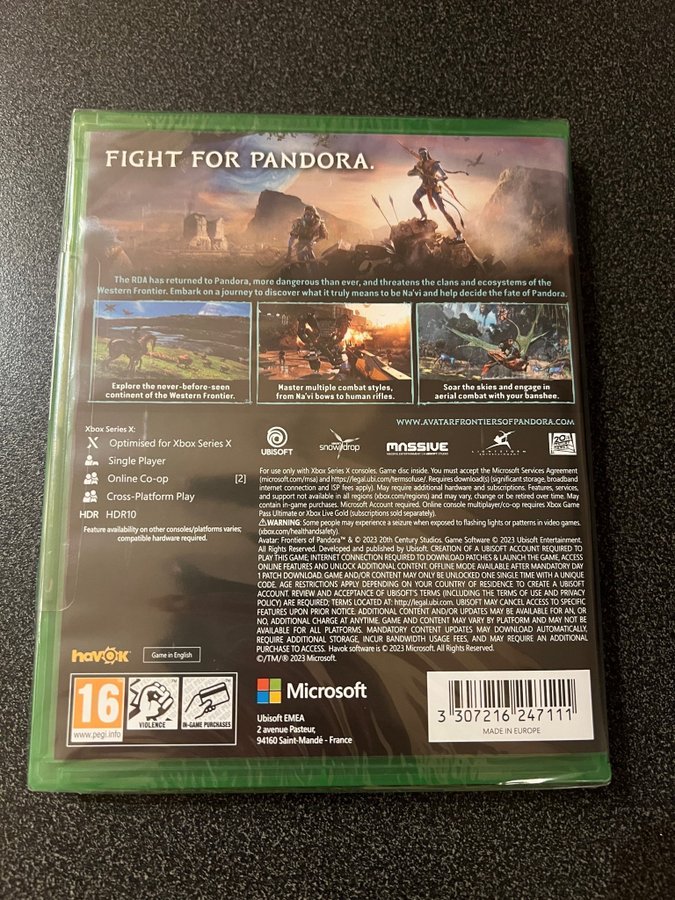 FIGHT FOR PANDORA.
The RDA has returned to Pandora, more dangerous than ever, and threatens the clans and ecosystems of the
Western Frontier. Embark on a journey to discover what it truly means to be Na'vi and help decide the fate of Pandora.
Explore the never-before-seen
continent of the Western Frontier.
Master multiple combat styles,
from Na'vi bows to human rifles.
Soar the skies and engage in
aerial combat with your banshee.
Xbox Series X:
Optimised for Xbox Series X
Single Player
Online Co-op [2]
Cross-Platform Play
HDR HDR10
Feature availability on other consoles/platforms varies;
compatible hardware required.
WWW.AVATARFRONTIERSOFPANDORA.COM
UBISOFT
snowdrop
MASSIVE
LIGHTSTORM
20
For use only with Xbox Series X consoles. Game disc inside. You must accept the Microsoft Services Agreement
(microsoft.com/msa) and https://legal.ubi.com/termsofuse/. Requires download(s) (significant storage, broadband
internet connection and ISP fees apply). May require additional hardware and subscriptions. Features, services,
and support not available in all regions (xbox.com/regions) and may vary, change or be retired over time. May
contain in-game purchases. Microsoft Account required. Online console multiplayer/co-op requires Xbox Game
Pass Ultimate or Xbox Live Gold (subscriptions sold separately).
⚠WARNING: Some people may experience a seizure when exposed to flashing lights or patterns in video games.
(xbox.com/healthandsafety).
Avatar: Frontiers of Pandora™ & © 2023 20th Century Studios. Game Software © 2023 Ubisoft Entertainment.
All Rights Reserved. Developed and published by Ubisoft. CREATION OF A UBISOFT ACCOUNT REQUIRED TO
PLAY THIS GAME; INTERNET CONNECTION REQUIRED TO DOWNLOAD PATCHES & LAUNCH THE GAME, ACCESS
ONLINE FEATURES AND UNLOCK ADDITIONAL CONTENT. OFFLINE MODE AVAILABLE AFTER MANDATORY DAY
1 PATCH DOWNLOAD. GAME AND/OR CONTENT MAY ONLY BE UNLOCKED ONE SINGLE TIME WITH A UNIQUE
CODE. AGE RESTRICTIONS APPLY DEPENDING ON YOUR COUNTRY OF RESIDENCE TO CREATE A UBISOFT
ACCOUNT. REVIEW AND ACCEPTANCE OF UBISOFT'S TERMS (INCLUDING THE TERMS OF USE AND PRIVACY
POLICY) ARE REQUIRED; TERMS LOCATED AT: http://legal.ubi.com. UBISOFT MAY CANCEL ACCESS TO SPECIFIC
FEATURES UPON PRIOR NOTICE. ADDITIONAL CONTENT AND/OR UPDATES MAY BE AVAILABLE FOR AN, OR
NO, ADDITIONAL CHARGE AT ANYTIME. GAME AND CONTENT MAY VARY BY PLATFORM AND MAY NOT BE
AVAILABLE FOR ALL PLATFORMS. MANDATORY CONTENT UPDATES MAY DOWNLOAD AUTOMATICALLY,
REQUIRE ADDITIONAL STORAGE, INCUR BANDWIDTH USAGE FEES, AND MAY REQUIRE AN ADDITIONAL
PURCHASE TO ACCESS. Havok software is © 2023 Microsoft. All Rights Reserved.
©/TM/® 2023 Microsoft.
havok
Game in English
16
www.pegi.info
VIOLENCE
IN-GAME PURCHASES
Microsoft
Ubisoft EMEA
2 avenue Pasteur,
94160 Saint-Mandé - France
3 307216 247111
MADE IN EUROPE